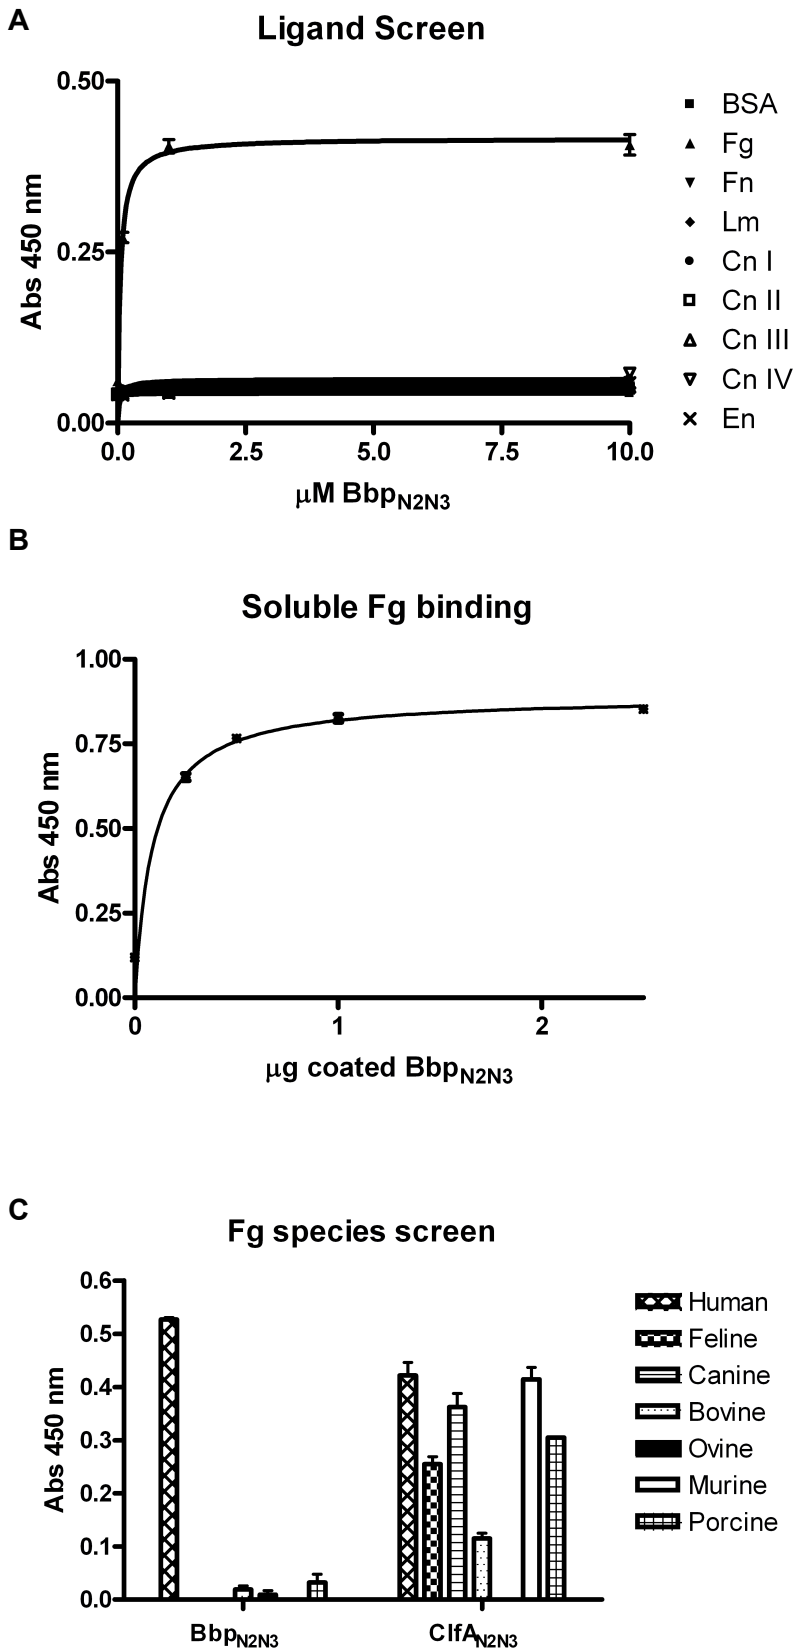 A
Ligand Screen
0.50
0.25
0.00
Abs 450 nm
0.0 2.5 5.0 7.5 10.0
μM BbpN2N3
BSA
Fg
Fn
Lm
Cn I
Cn II
Cn III
Cn IV
En
B
Soluble Fg binding
1.00
0.75
0.50
0.25
0.00
Abs 450 nm
0 1 2
μg coated BbpN2N3
C
Fg species screen
0.6
0.5
0.4
0.3
0.2
0.1
0.0
Abs 450 nm
BbpN2N3 ClfAN2N3
Human
Feline
Canine
Bovine
Ovine
Murine
Porcine